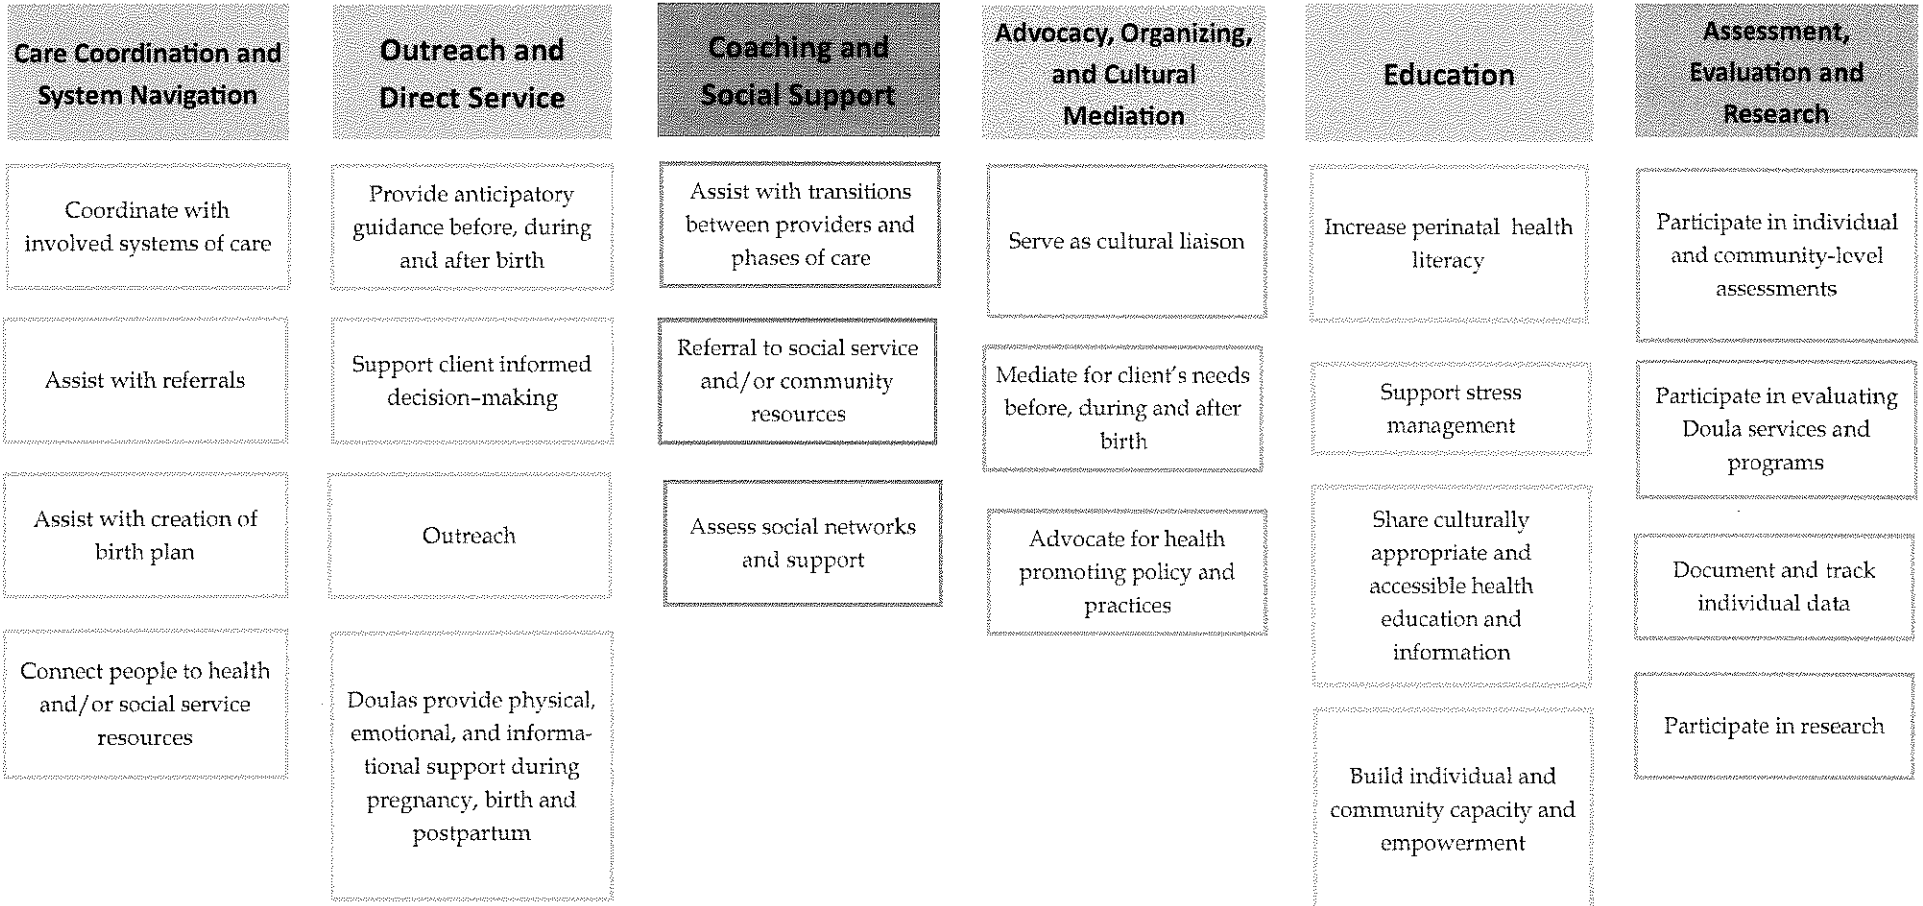 Care Coordination and
System Navigation
Coordinate with
involved systems of care
Assist with referrals
Assist with creation of
birth plan
Connect people to health
and/or social service
resources
Outreach and
Direct Service
Provide anticipatory
guidance before, during
and after birth
Support client informed
decision–making
Outreach
Doulas provide physical,
emotional, and informa-
tional support during
pregnancy, birth and
postpartum
Coaching and
Social Support
Assist with transitions
between providers and
phases of care
Referral to social service
and/or community
resources
Assess social networks
and support
Advocacy, Organizing,
and Cultural
Mediation
Serve as cultural liaison
Mediate for client's needs
before, during and after
birth
Advocate for health
promoting policy and
practices
Education
Increase perinatal health
literacy
Support stress
management
Share culturally
appropriate and
accessible health
education and
information
Build individual and
community capacity and
empowerment
Assessment,
Evaluation and
Research
Participate in individual
and community-level
assessments
Participate in evaluating
Doula services and
programs
Document and track
individual data
Participate in research